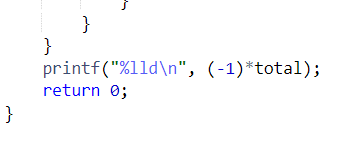 }
}
}
printf("%lld\n", (-1)*total);
return 0;
}